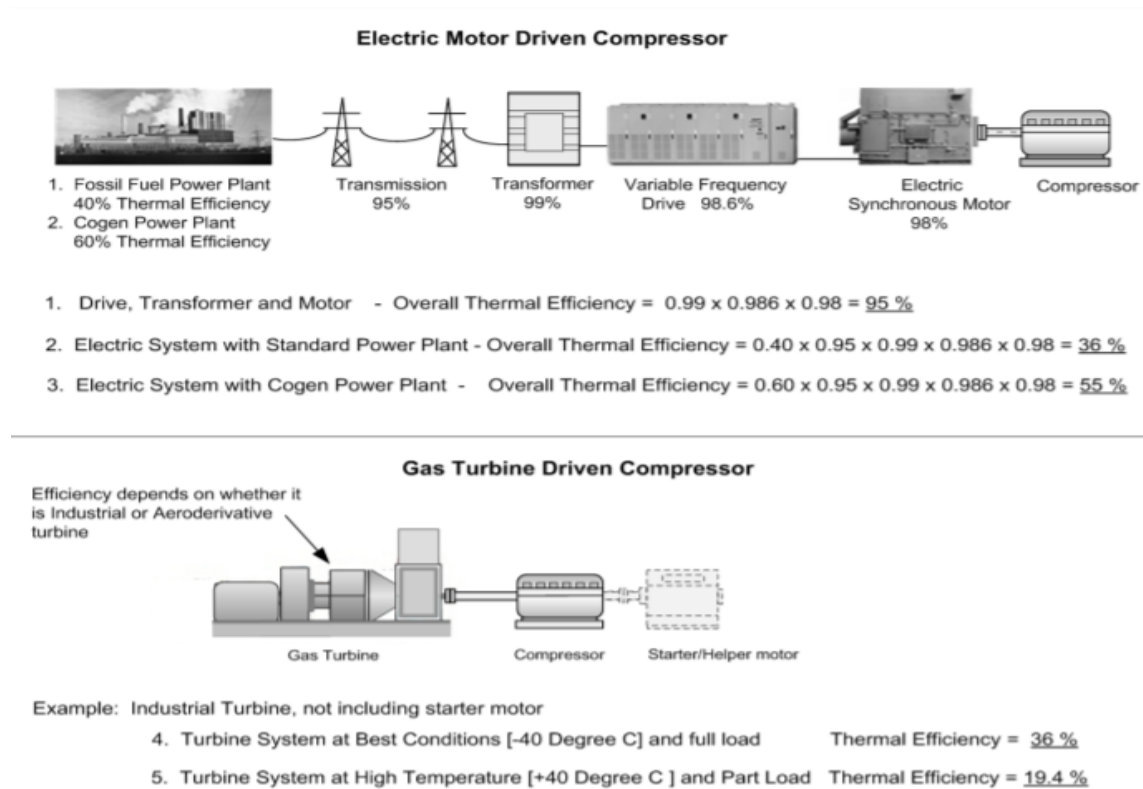 Electric Motor Driven Compressor
1. Fossil Fuel Power Plant
40% Thermal Efficiency
2. Cogen Power Plant
60% Thermal Efficiency
Transmission
95%
Transformer
99%
Variable Frequency
Drive 98.6%
Electric
Synchronous Motor
98%
Compressor
1. Drive, Transformer and Motor - Overall Thermal Efficiency = 0.99 x 0.986 x 0.98 = 95 %
2. Electric System with Standard Power Plant - Overall Thermal Efficiency = 0.40 x 0.95 x 0.99 x 0.986 x 0.98 = 36 %
3. Electric System with Cogen Power Plant - Overall Thermal Efficiency = 0.60 x 0.95 x 0.99 x 0.986 x 0.98 = 55 %
Gas Turbine Driven Compressor
Efficiency depends on whether it
is Industrial or Aeroderivative
turbine
Gas Turbine
Compressor
Starter/Helper motor
Example: Industrial Turbine, not including starter motor
4. Turbine System at Best Conditions [-40 Degree C] and full load Thermal Efficiency = 36 %
5. Turbine System at High Temperature [+40 Degree C ] and Part Load Thermal Efficiency = 19.4 %